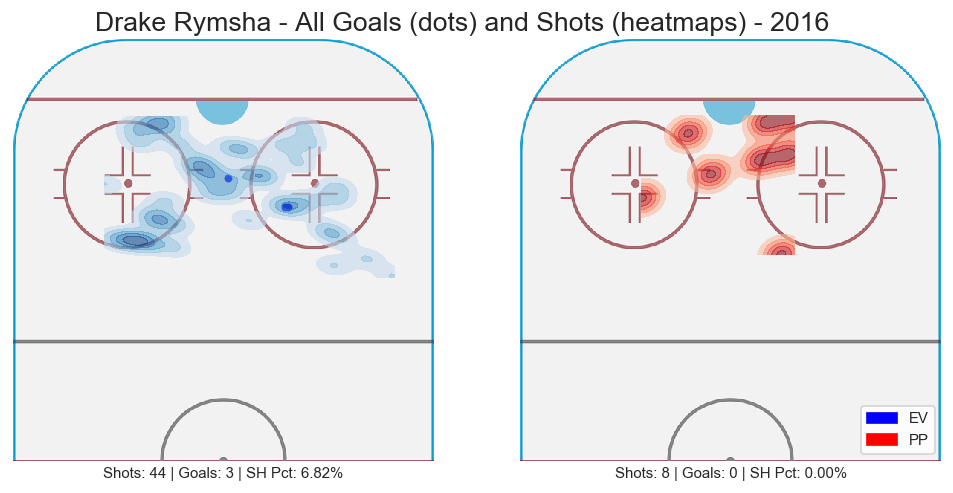 Drake Rymsha - All Goals (dots) and Shots (heatmaps) - 2016
EV
PP
Shots: 44 | Goals: 3 | SH Pct: 6.82%
Shots: 8 | Goals: 0 | SH Pct: 0.00%